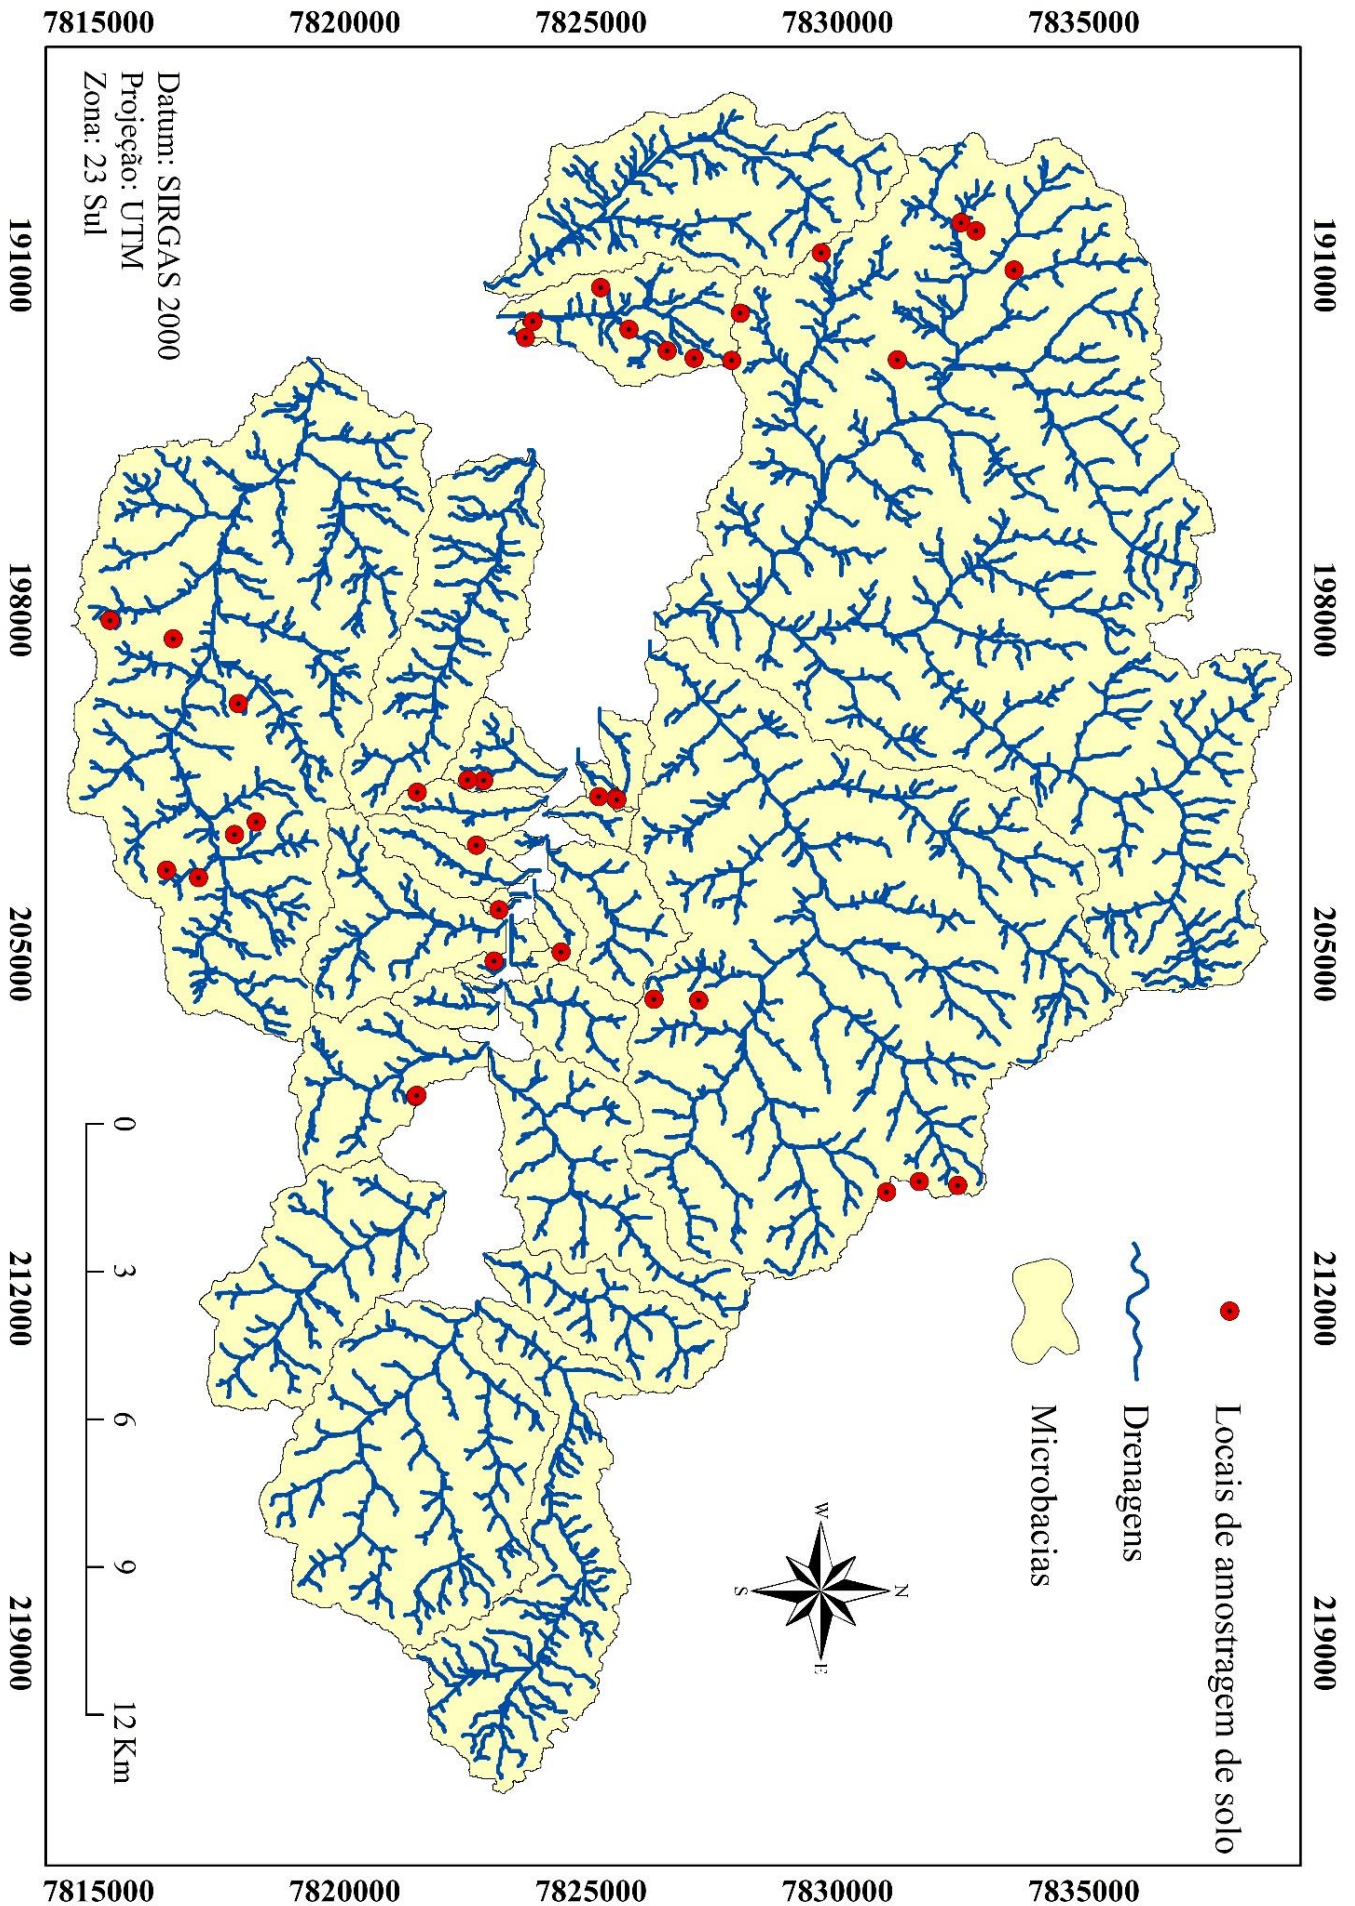 7815000 7820000 7825000 7830000 7835000
191000
198000
205000
212000
219000
191000
198000
205000
212000
219000
Locais de amostragem de solo
Drenagens
Microbacias
N
W
E
S
Datum: SIRGAS 2000
Projeção: UTM
Zona: 23 Sul
0 3 6 9 12 Km
7815000 7820000 7825000 7830000 7835000